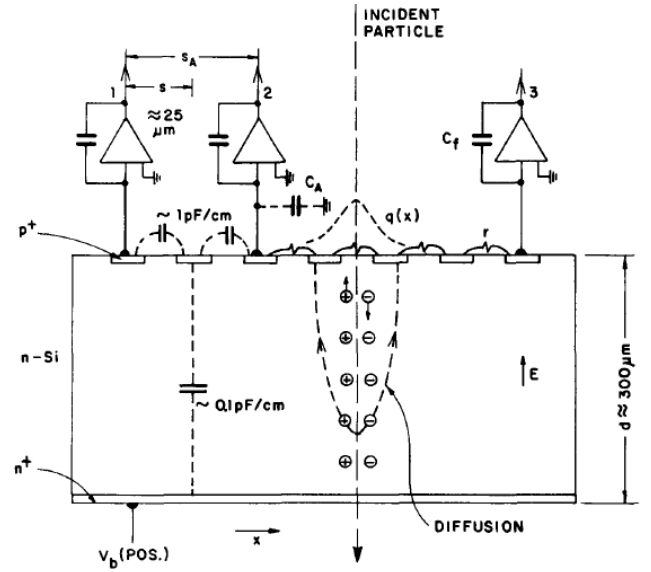 INCIDENT
PARTICLE
s_A
s
1
2
3
≈25
μm
C_f
C_A
q(x)
~ 1pF/cm
p+
r
n-Si
~ 0.1pF/cm
E
d ≈ 300μm
n+
DIFFUSION
x
V_b (POS.)